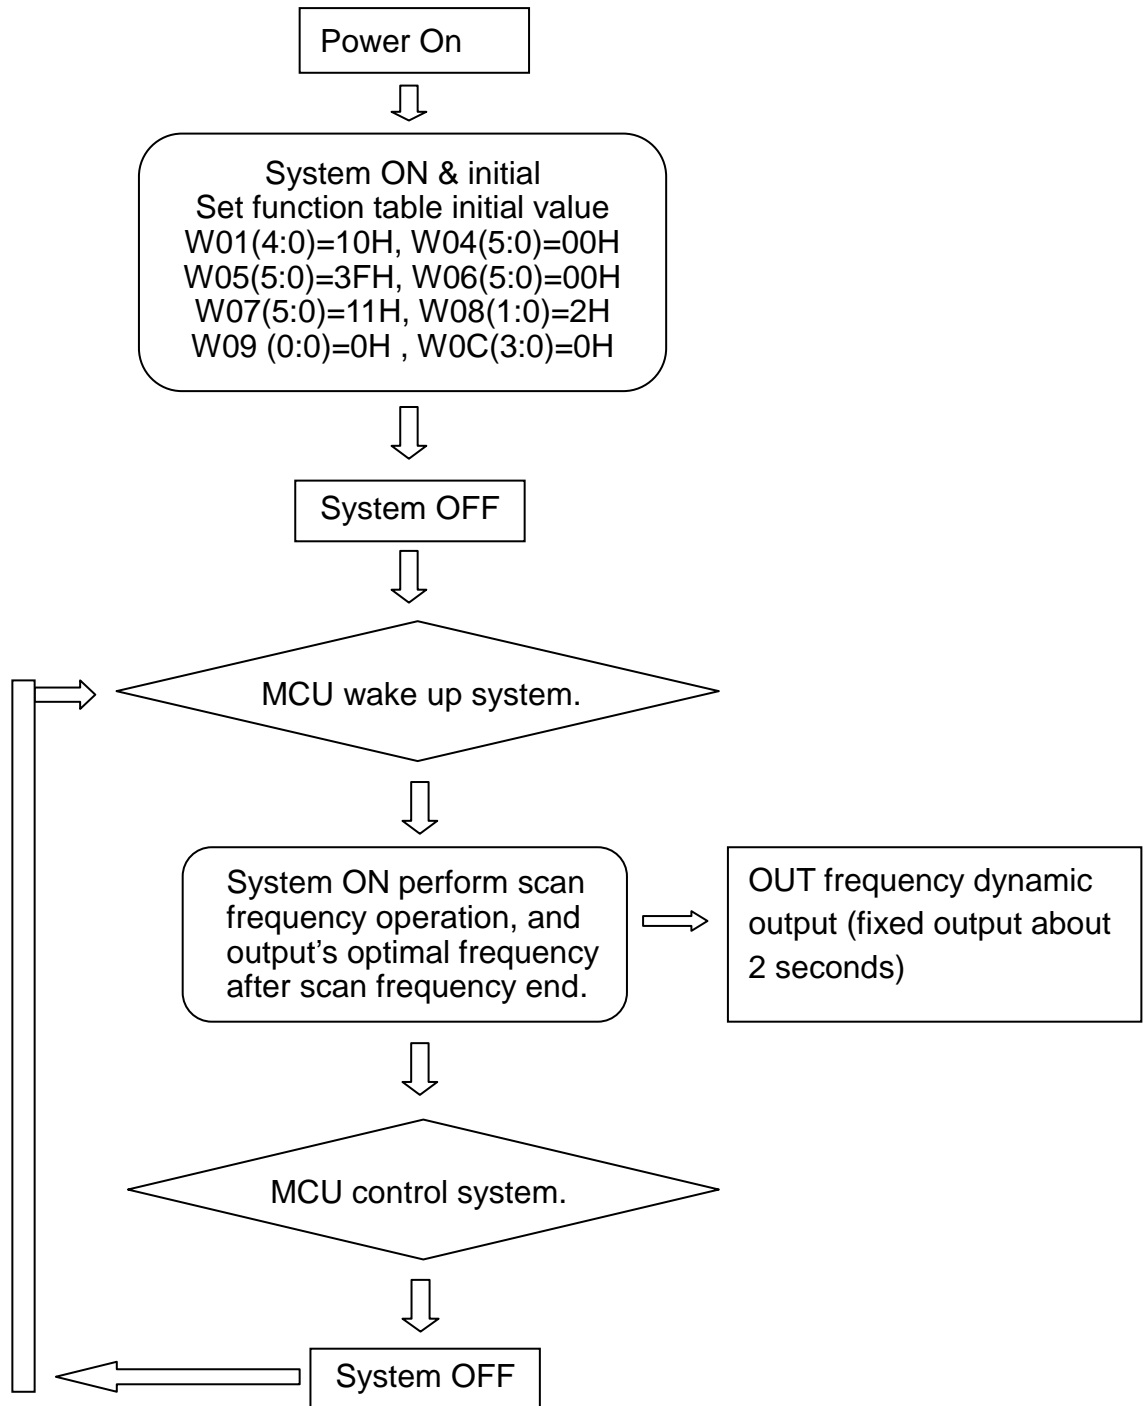 Power On
System ON & initial
Set function table initial value
W01(4:0)=10H, W04(5:0)=00H
W05(5:0)=3FH, W06(5:0)=00H
W07(5:0)=11H, W08(1:0)=2H
W09 (0:0)=0H , W0C(3:0)=0H
System OFF
MCU wake up system.
System ON perform scan
frequency operation, and
output's optimal frequency
after scan frequency end.
OUT frequency dynamic
output (fixed output about
2 seconds)
MCU control system.
System OFF